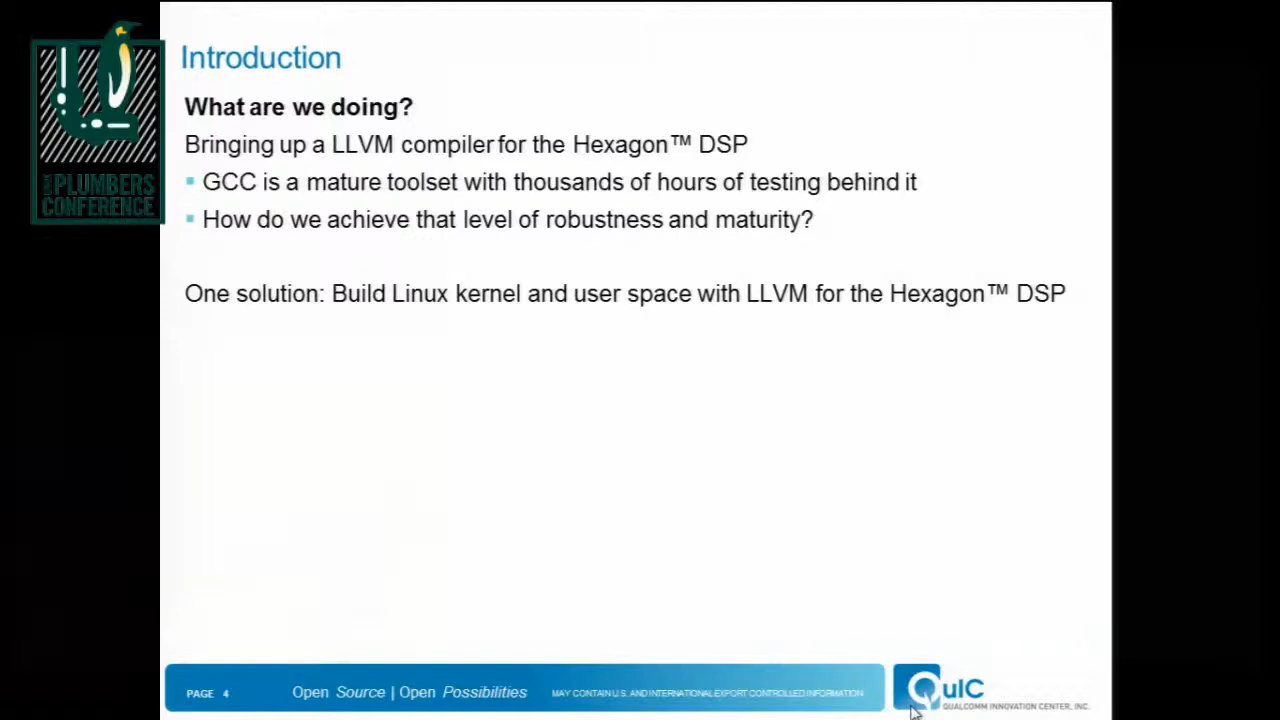 Introduction
What are we doing?
Bringing up a LLVM compiler for the Hexagon™ DSP
GCC is a mature toolset with thousands of hours of testing behind it
How do we achieve that level of robustness and maturity?
One solution: Build Linux kernel and user space with LLVM for the Hexagon™ DSP
LINUX
PLUMBERS
CONFERENCE
PAGE 4
Open Source | Open Possibilities
MAY CONTAIN U.S. AND INTERNATIONAL EXPORT CONTROLLED INFORMATION
QuIC
QUALCOMM INNOVATION CENTER, INC.